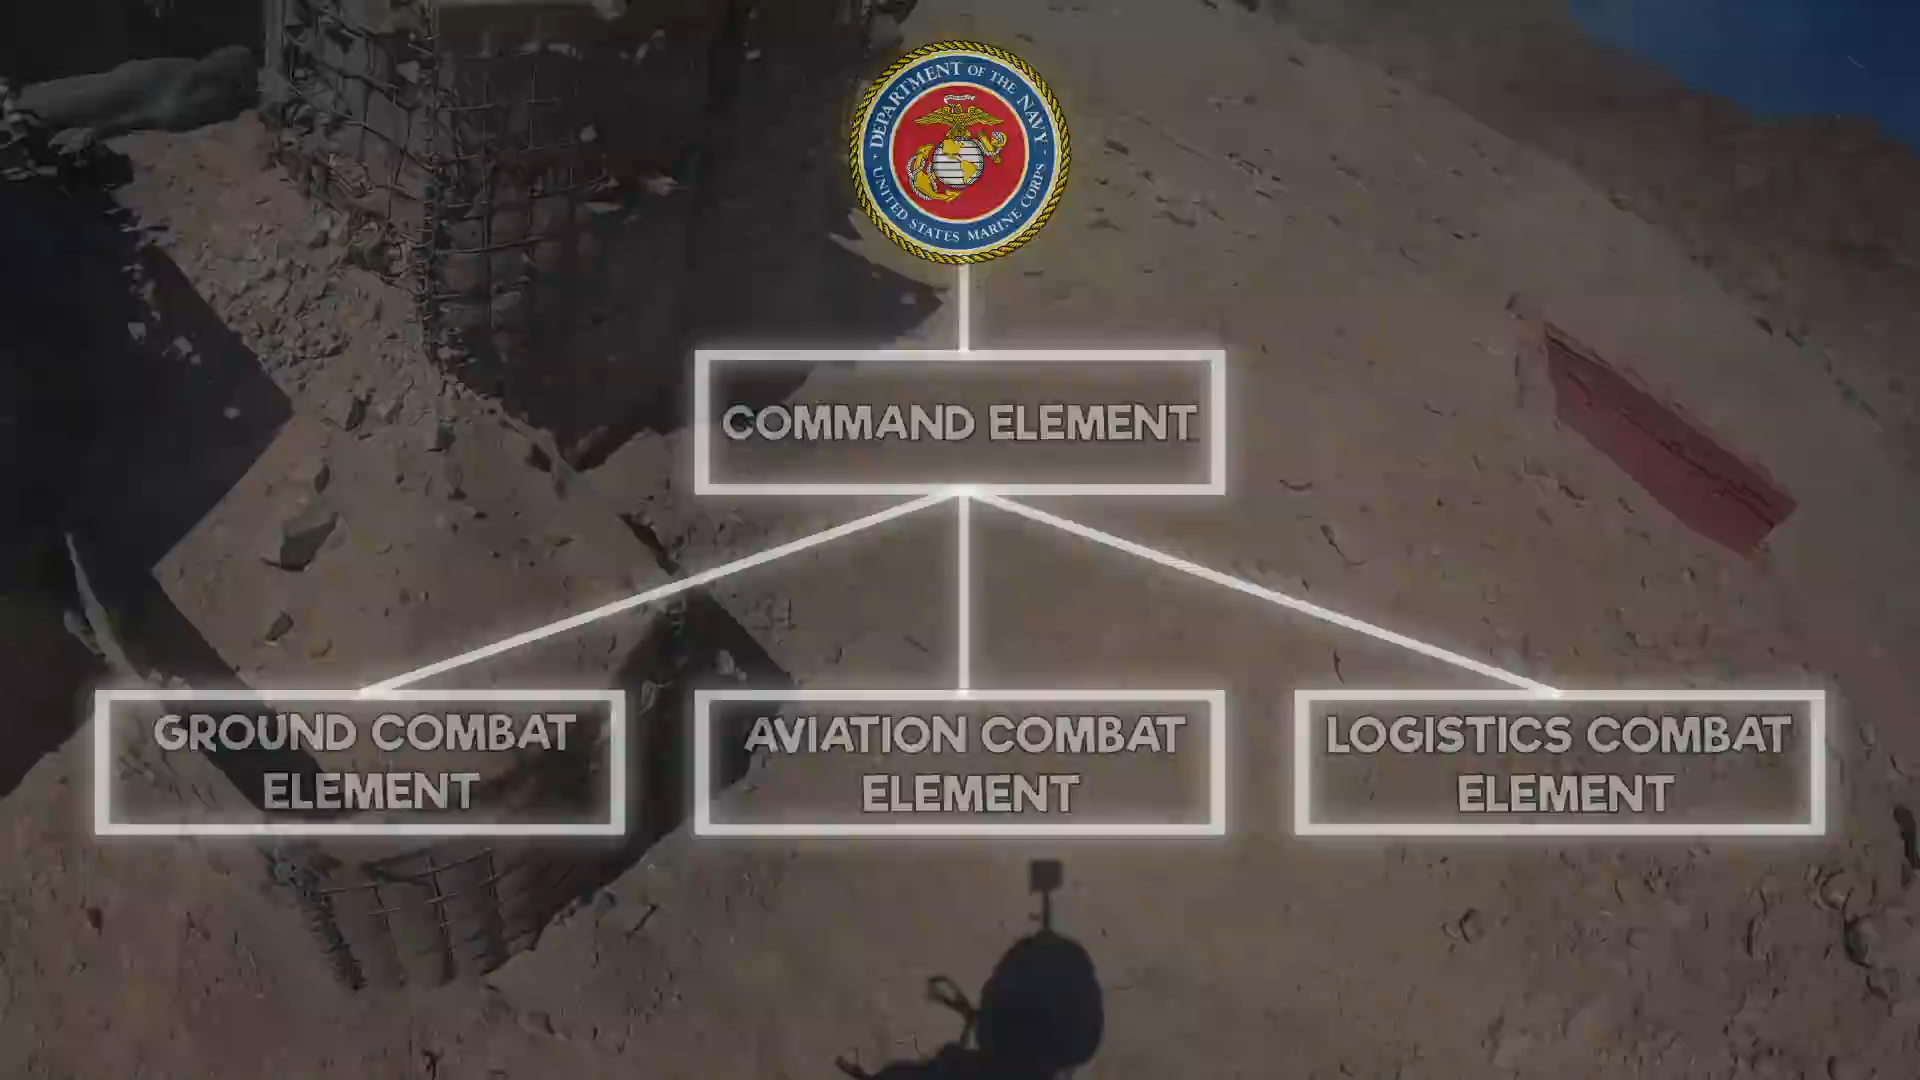 DEPARTMENT OF THE NAVY
UNITED STATES MARINE CORPS
COMMAND ELEMENT
GROUND COMBAT
ELEMENT
AVIATION COMBAT
ELEMENT
LOGISTICS COMBAT
ELEMENT